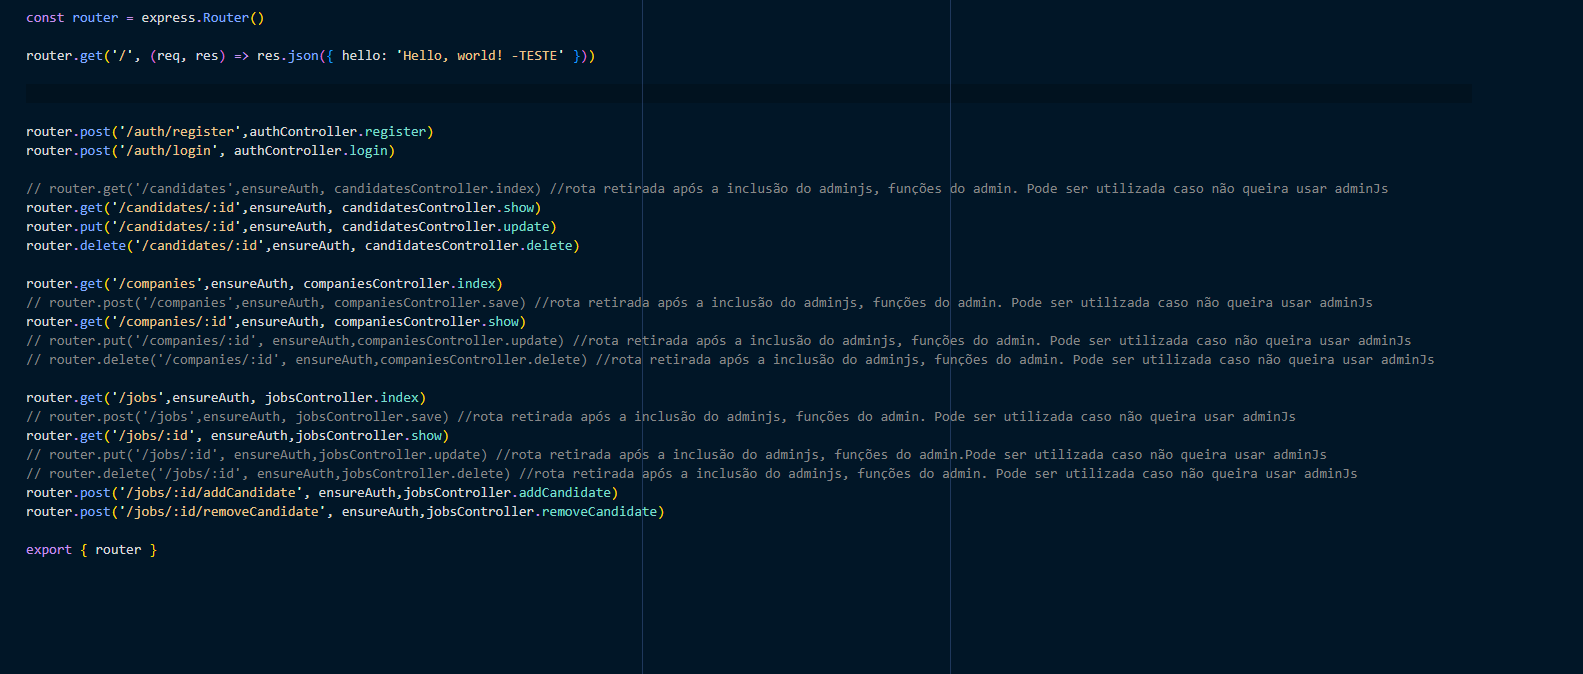 const router = express.Router()
router.get('/', (req, res) => res.json({ hello: 'Hello, world! -TESTE' }))
router.post('/auth/register',authController.register)
router.post('/auth/login', authController.login)
// router.get('/candidates',ensureAuth, candidatesController.index) //rota retirada após a inclusão do adminjs, funções do admin. Pode ser utilizada caso não queira usar adminJs
router.get('/candidates/:id',ensureAuth, candidatesController.show)
router.put('/candidates/:id',ensureAuth, candidatesController.update)
router.delete('/candidates/:id',ensureAuth, candidatesController.delete)
router.get('/companies',ensureAuth, companiesController.index)
// router.post('/companies',ensureAuth, companiesController.save) //rota retirada após a inclusão do adminjs, funções do admin. Pode ser utilizada caso não queira usar adminJs
router.get('/companies/:id',ensureAuth, companiesController.show)
// router.put('/companies/:id', ensureAuth,companiesController.update) //rota retirada após a inclusão do adminjs, funções do admin. Pode ser utilizada caso não queira usar adminJs
// router.delete('/companies/:id', ensureAuth,companiesController.delete) //rota retirada após a inclusão do adminjs, funções do admin. Pode ser utilizada caso não queira usar adminJs
router.get('/jobs',ensureAuth, jobsController.index)
// router.post('/jobs',ensureAuth, jobsController.save) //rota retirada após a inclusão do adminjs, funções do admin. Pode ser utilizada caso não queira usar adminJs
router.get('/jobs/:id', ensureAuth,jobsController.show)
// router.put('/jobs/:id', ensureAuth,jobsController.update) //rota retirada após a inclusão do adminjs, funções do admin.Pode ser utilizada caso não queira usar adminJs
// router.delete('/jobs/:id', ensureAuth,jobsController.delete) //rota retirada após a inclusão do adminjs, funções do admin. Pode ser utilizada caso não queira usar adminJs
router.post('/jobs/:id/addCandidate', ensureAuth,jobsController.addCandidate)
router.post('/jobs/:id/removeCandidate', ensureAuth,jobsController.removeCandidate)
export { router }